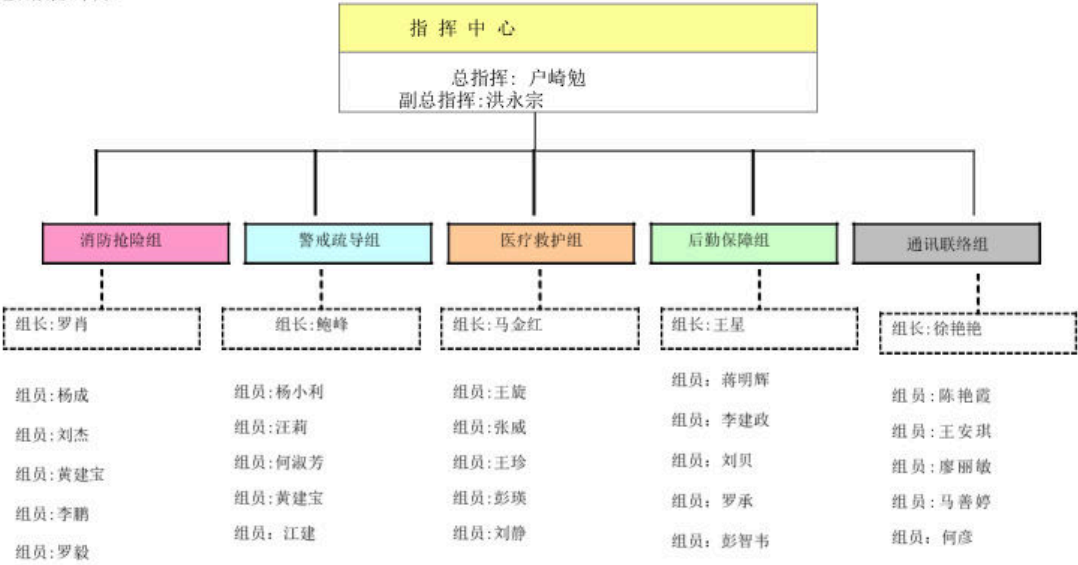 指 挥 中 心
总指挥: 户崎勉
副总指挥:洪永宗
消防抢险组
警戒疏导组
医疗救护组
后勤保障组
通讯联络组
组长:罗肖
组长:鲍峰
组长:马金红
组长:王星
组长:徐艳艳
组员:杨成
组员:刘杰
组员:黄建宝
组员:李鹏
组员:罗毅
组员:杨小利
组员:汪莉
组员:何淑芳
组员:黄建宝
组员: 江建
组员:王旋
组员:张威
组员:王珍
组员:彭瑛
组员:刘静
组员: 蒋明辉
组员: 李建政
组员: 刘贝
组员: 罗承
组员: 彭智韦
组员:陈艳霞
组员:王安琪
组员:廖丽敏
组员:马善婷
组员: 何彦